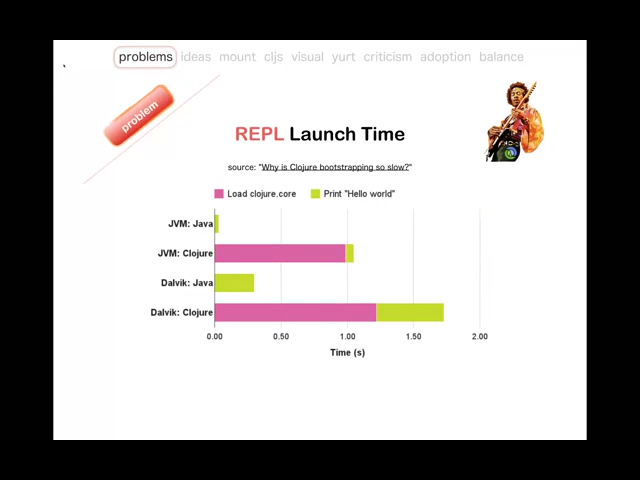 problems ideas mount cljs visual yurt criticism adoption balance
problem
REPL Launch Time
source: "Why is Clojure bootstrapping so slow?"
Load clojure.core Print "Hello world"
JVM: Java
JVM: Clojure
Dalvik: Java
Dalvik: Clojure
0.00 0.50 1.00 1.50 2.00
Time (s)